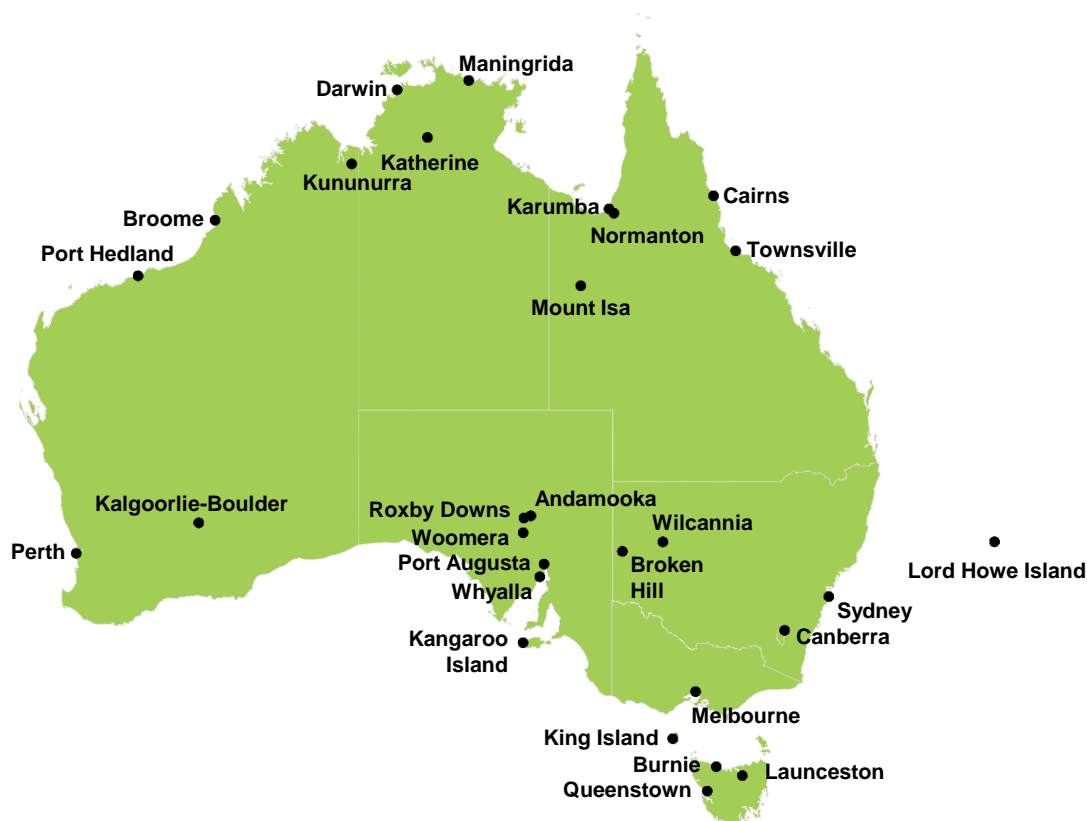 Maningrida
Darwin
Katherine
Kununurra
Karumba
Cairns
Broome
Normanton
Port Hedland
Townsville
Mount Isa
Kalgoorlie-Boulder
Andamooka
Roxby Downs
Wilcannia
Woomera
Perth
Port Augusta
Broken
Hill
Lord Howe Island
Whyalla
Sydney
Canberra
Kangaroo
Island
Melbourne
King Island
Burnie
Launceston
Queenstown